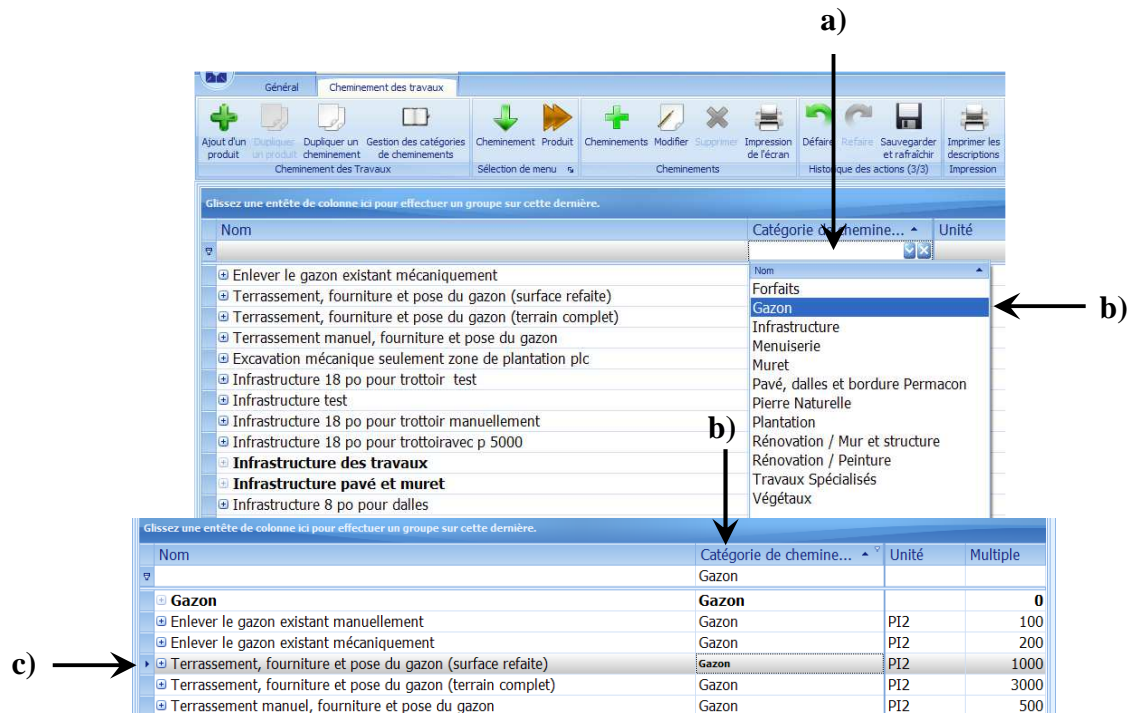 a)
Général Cheminement des travaux
Ajout d'un produit Dupliquer un produit Dupliquer un cheminement Gestion des catégories de cheminements Cheminement Produit Cheminements Modifier Supprimer Impression de l'écran Défaire Refaire Sauvegarder et rafraîchir Imprimer les descriptions
Cheminement des Travaux Sélection de menu Cheminements Historique des actions (3/3) Impression
Glissez une entête de colonne ici pour effectuer un groupe sur cette dernière.
Nom Catégorie de chemine... Unité
Enlever le gazon existant mécaniquement
Terrassement, fourniture et pose du gazon (surface refaite)
Terrassement, fourniture et pose du gazon (terrain complet)
Terrassement manuel, fourniture et pose du gazon
Excavation mécanique seulement zone de plantation plc
Infrastructure 18 po pour trottoir test
Infrastructure test
Infrastructure 18 po pour trottoir manuellement
Infrastructure 18 po pour trottoiravec p 5000
Infrastructure des travaux
Infrastructure pavé et muret
Infrastructure 8 po pour dalles
Nom
Forfaits
Gazon
Infrastructure
Menuiserie
Muret
Pavé, dalles et bordure Permacon
Pierre Naturelle
Plantation
Rénovation / Mur et structure
Rénovation / Peinture
Travaux Spécialisés
Végétaux
b)
b)
Glissez une entête de colonne ici pour effectuer un groupe sur cette dernière.
Nom Catégorie de chemine... Unité Multiple
Gazon
Gazon Gazon 0
Enlever le gazon existant manuellement Gazon PI2 100
Enlever le gazon existant mécaniquement Gazon PI2 200
c) Terrassement, fourniture et pose du gazon (surface refaite) Gazon PI2 1000
Terrassement, fourniture et pose du gazon (terrain complet) Gazon PI2 3000
Terrassement manuel, fourniture et pose du gazon Gazon PI2 500